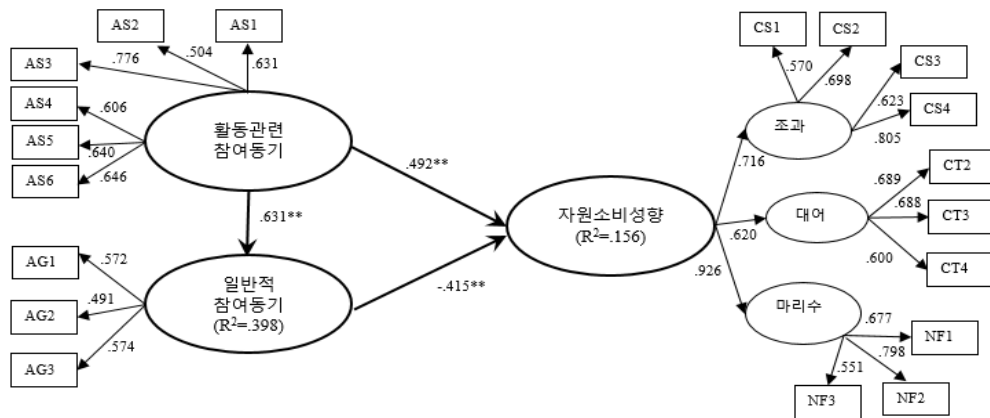 AS2
AS1
AS3
.776
.504
.631
AS4
.606
AS5
.640
AS6
.646
활동관련
참여동기
.492**
.631**
AG1
.572
AG2
.491
AG3
.574
일반적
참여동기
(R²=.398)
-.415**
자원소비성향
(R²=.156)
.716
.620
.926
조과
CS1
CS2
CS3
CS4
.570
.698
.623
.805
대어
CT2
CT3
CT4
.689
.688
.600
마리수
.677
NF1
.798
NF2
.551
NF3